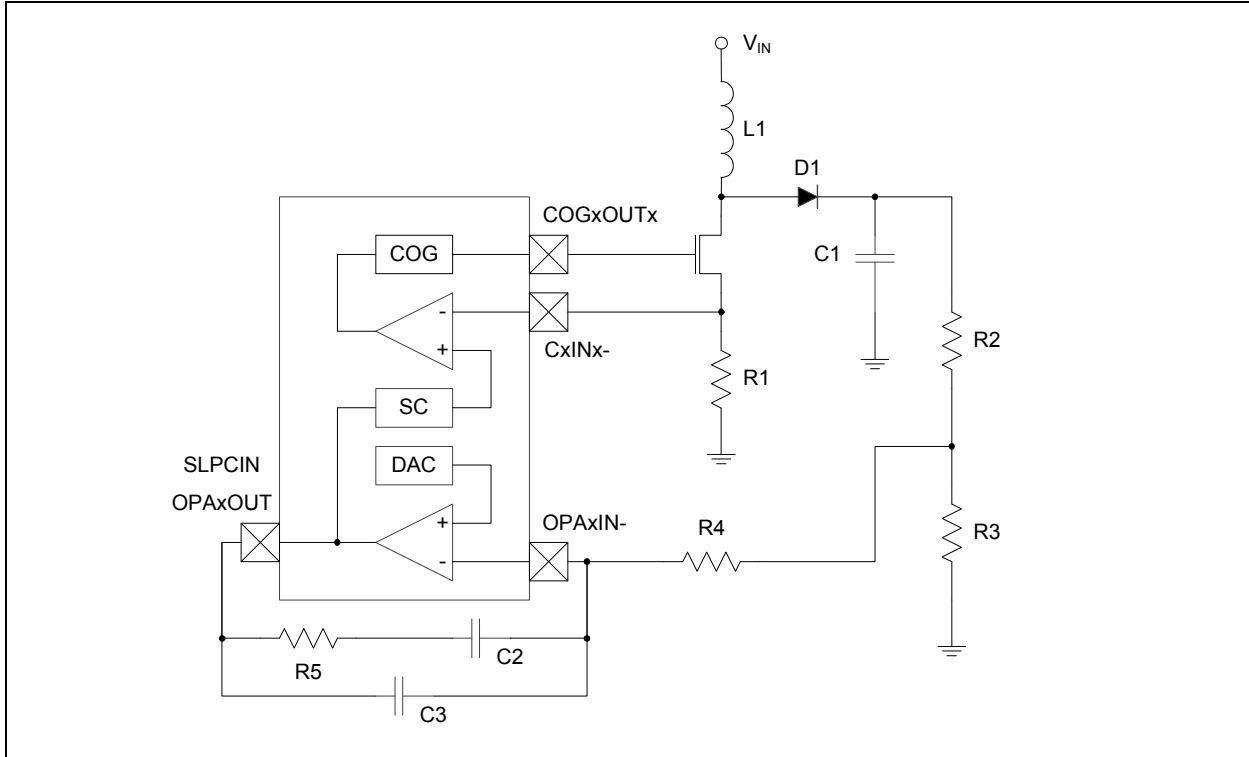 V_IN
L1
D1
COGxOUTx
COG
C1
-
CxINx-
R2
+
R1
SC
SLPCIN
DAC
OPAxOUT
OPAxIN-
+
R4
R3
-
R5
C2
C3